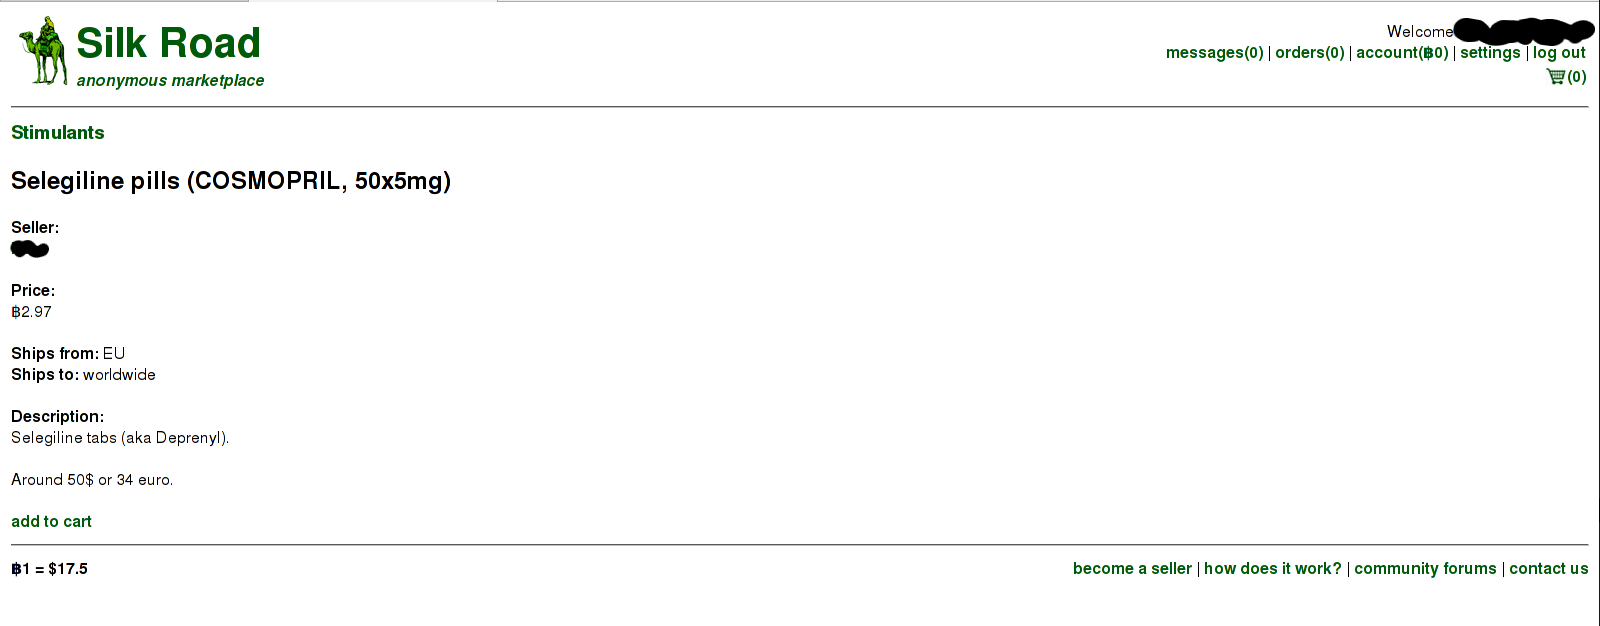 Silk Road
anonymous marketplace
Welcome
messages(0) | orders(0) | account(฿0) | settings | log out
(0)
Stimulants
Selegiline pills (COSMOPRIL, 50x5mg)
Seller:
Price:
฿2.97
Ships from: EU
Ships to: worldwide
Description:
Selegiline tabs (aka Deprenyl).
Around 50$ or 34 euro.
add to cart
฿1 = $17.5
become a seller | how does it work? | community forums | contact us